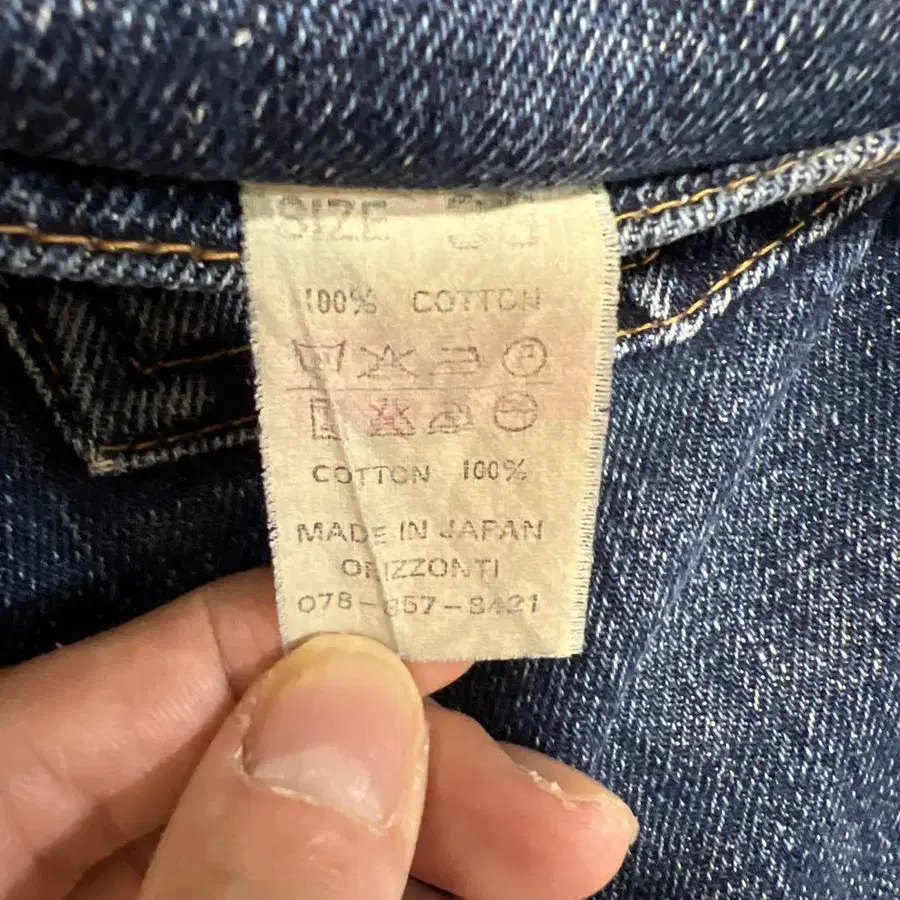 SIZE
100% COTTON
COTTON 100%
MADE IN JAPAN
ORIZZONTI
078-857-8421